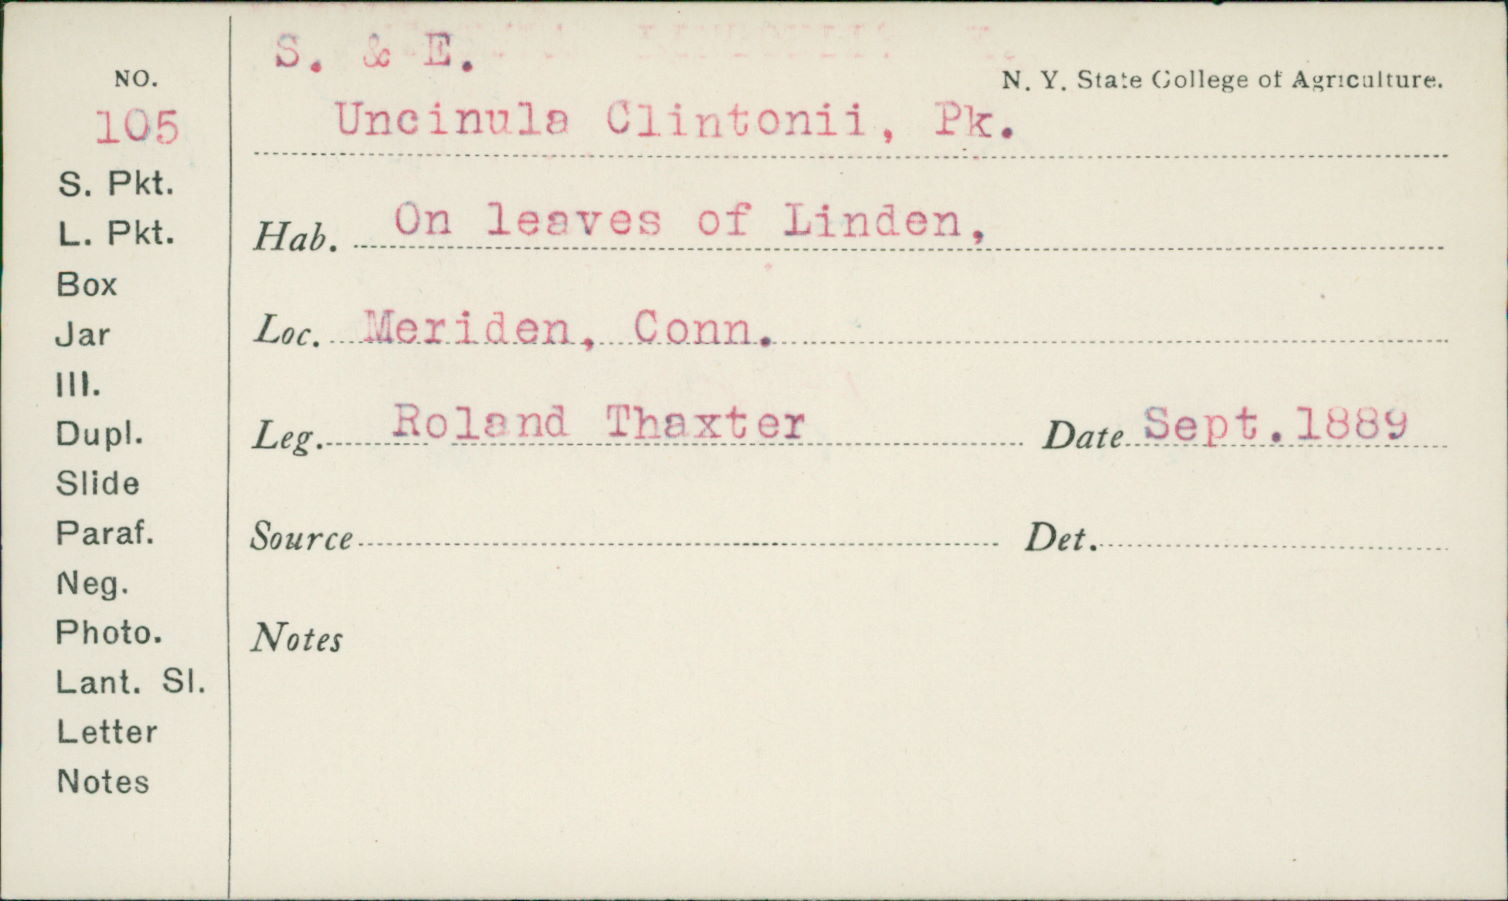 S. & E.
NO.
N. Y. State College of Agriculture.
105
Uncinula Clintonii, Pk.
S. Pkt.
L. Pkt.
Hab. On leaves of Linden,
Box
Jar
Loc. Meriden, Conn.
Ill.
Dupl.
Leg. Roland Thaxter Date Sept. 1889
Slide
Paraf.
Source Det.
Neg.
Photo.
Notes
Lant. Sl.
Letter
Notes